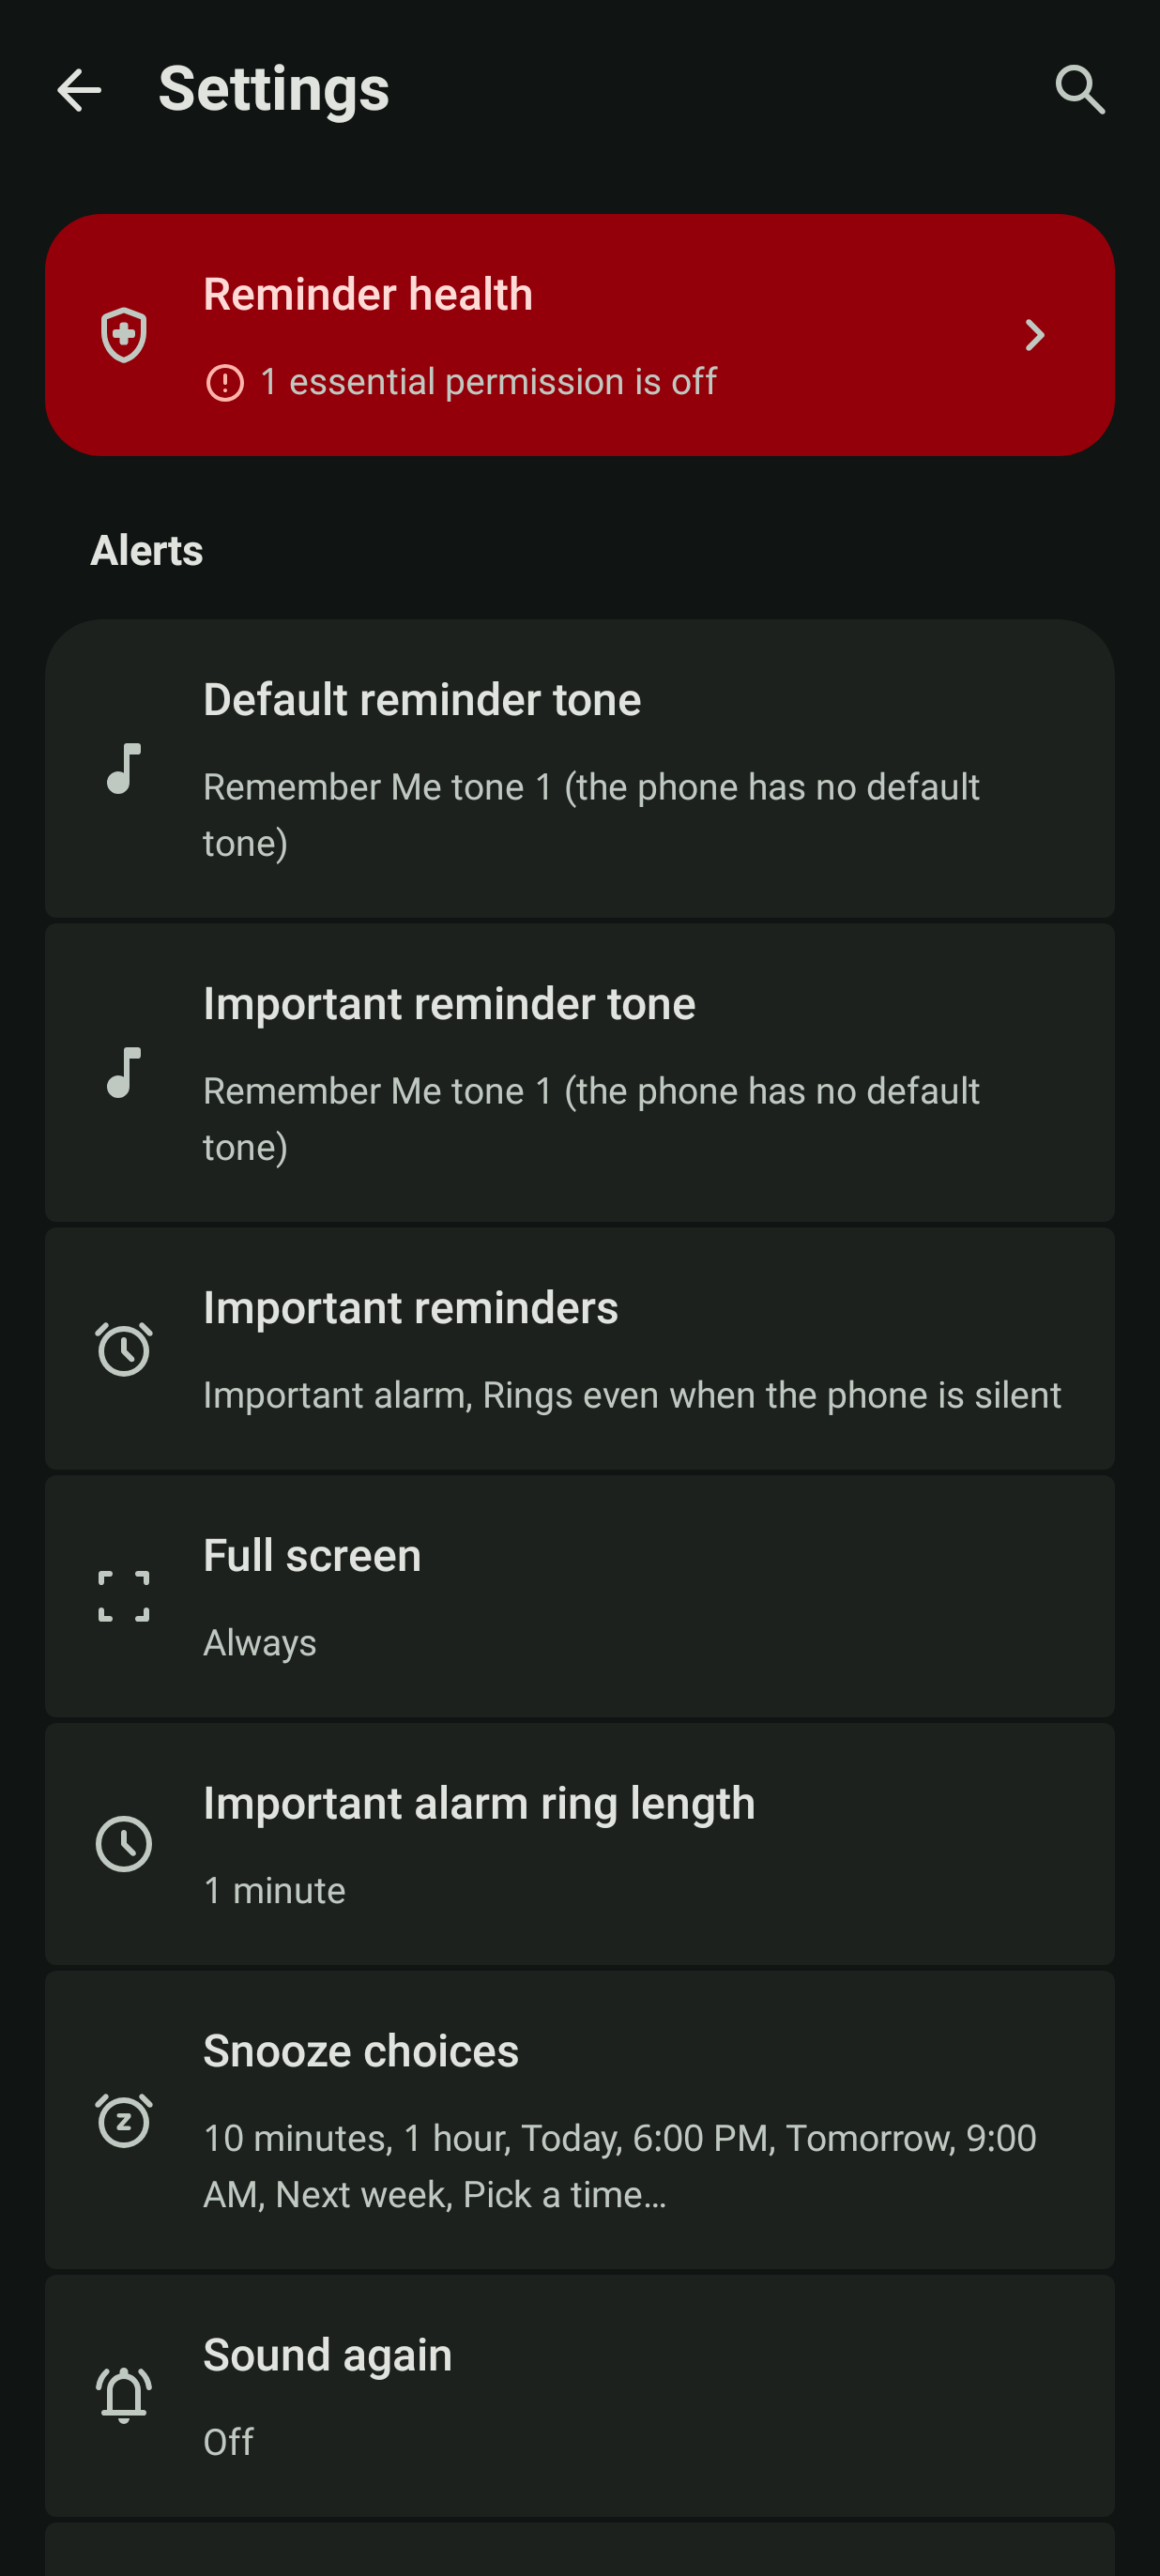 Settings
Reminder health
1 essential permission is off
Alerts
Default reminder tone
Remember Me tone 1 (the phone has no default
tone)
Important reminder tone
Remember Me tone 1 (the phone has no default
tone)
Important reminders
Important alarm, Rings even when the phone is silent
Full screen
Always
Important alarm ring length
1 minute
Snooze choices
10 minutes, 1 hour, Today, 6:00 PM, Tomorrow, 9:00
AM, Next week, Pick a time…
Sound again
Off